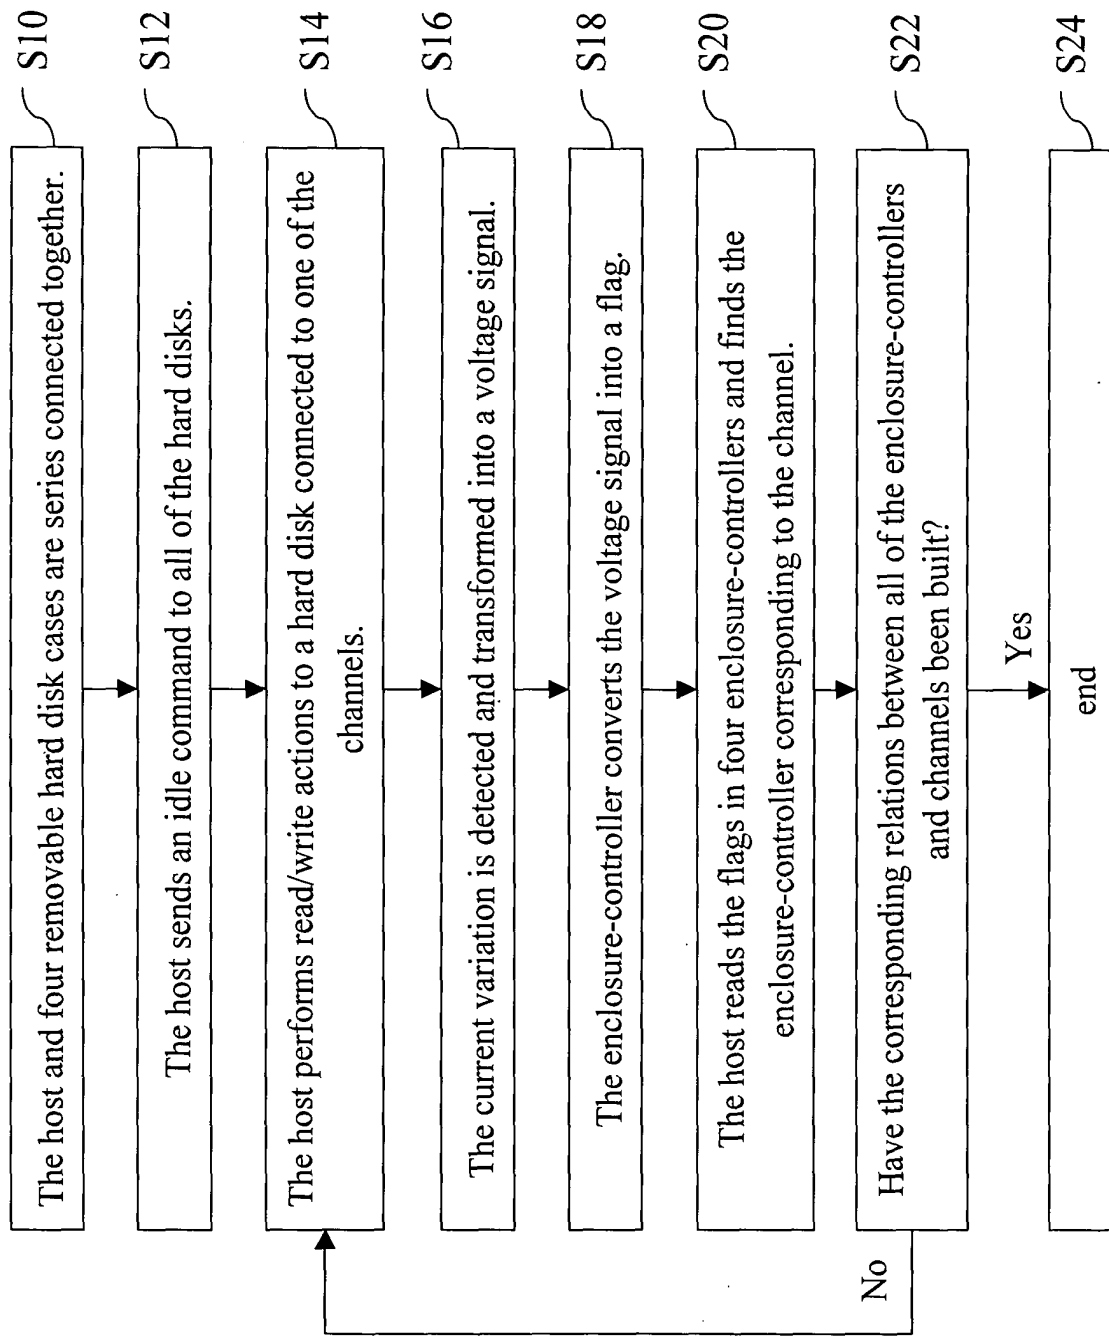 The host and four removable hard disk cases are series connected together.
S10
The host sends an idle command to all of the hard disks.
S12
The host performs read/write actions to a hard disk connected to one of the
channels.
S14
The current variation is detected and transformed into a voltage signal.
S16
The enclosure-controller converts the voltage signal into a flag.
S18
The host reads the flags in four enclosure-controllers and finds the
enclosure-controller corresponding to the channel.
S20
Have the corresponding relations between all of the enclosure-controllers
and channels been built?
S22
No
Yes
end
S24